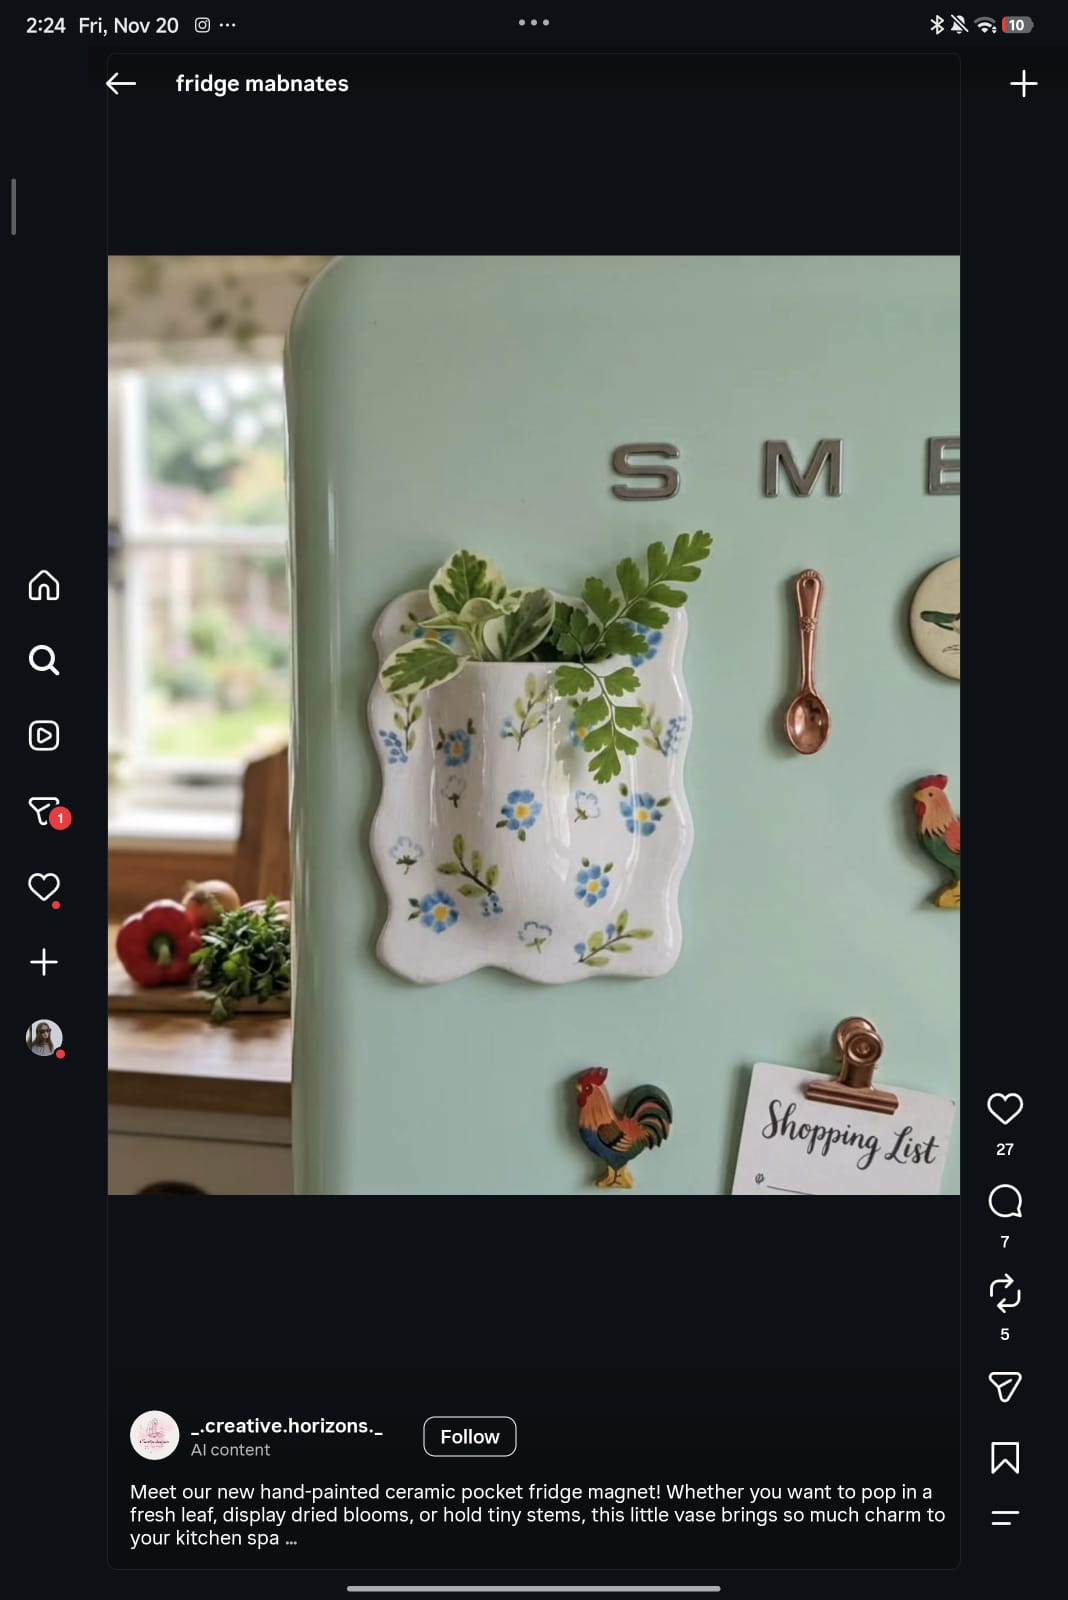 2:24 Fri, Nov 20 ...
10
fridge mabnates
S M E
Shopping List
1
27
7
5
_.creative.horizons._
Follow
AI content
Meet our new hand-painted ceramic pocket fridge magnet! Whether you want to pop in a
fresh leaf, display dried blooms, or hold tiny stems, this little vase brings so much charm to
your kitchen spa ...